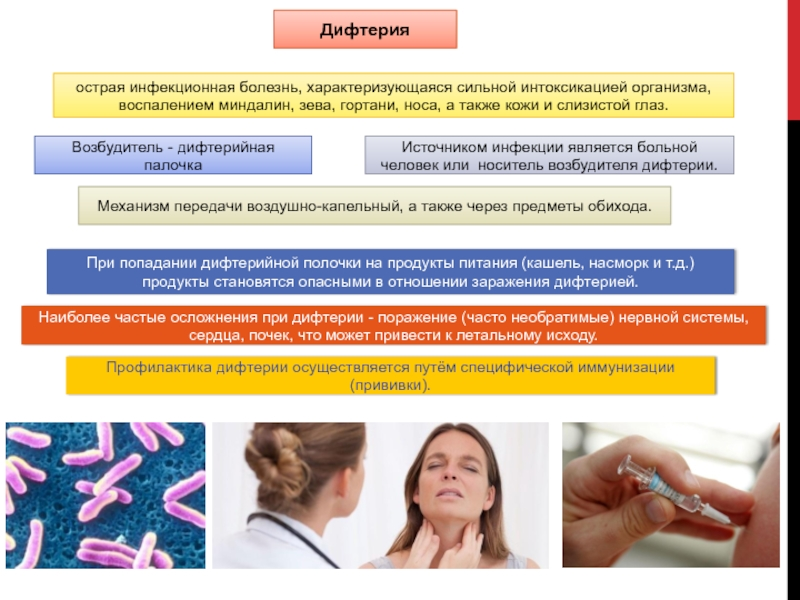 Дифтерия
острая инфекционная болезнь, характеризующаяся сильной интоксикацией организма,
воспалением миндалин, зева, гортани, носа, а также кожи и слизистой глаз.
Возбудитель - дифтерийная
палочка
Источником инфекции является больной
человек или носитель возбудителя дифтерии.
Механизм передачи воздушно-капельный, а также через предметы обихода.
При попадании дифтерийной полочки на продукты питания (кашель, насморк и т.д.)
продукты становятся опасными в отношении заражения дифтерией.
Наиболее частые осложнения при дифтерии - поражение (часто необратимые) нервной системы,
сердца, почек, что может привести к летальному исходу.
Профилактика дифтерии осуществляется путём специфической иммунизации
(прививки).